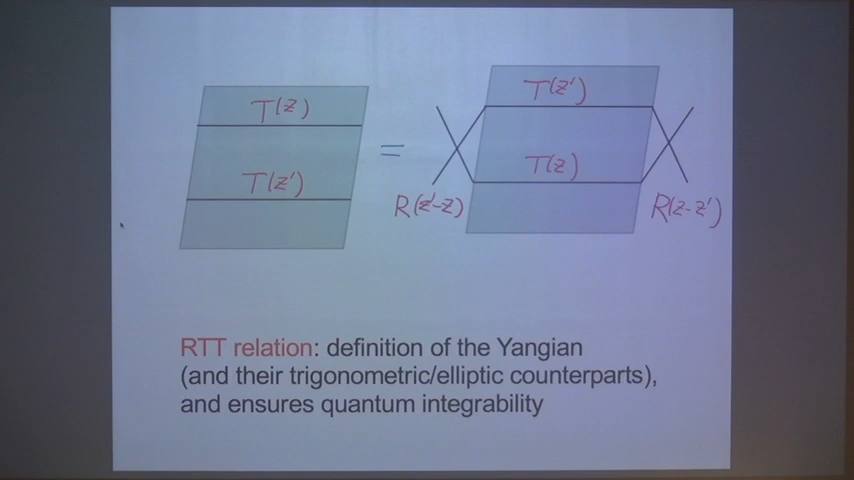 T(z)
T(z')
=
T(z')
T(z)
R(z'-z)
R(z-z')
RTT relation: definition of the Yangian
(and their trigonometric/elliptic counterparts),
and ensures quantum integrability